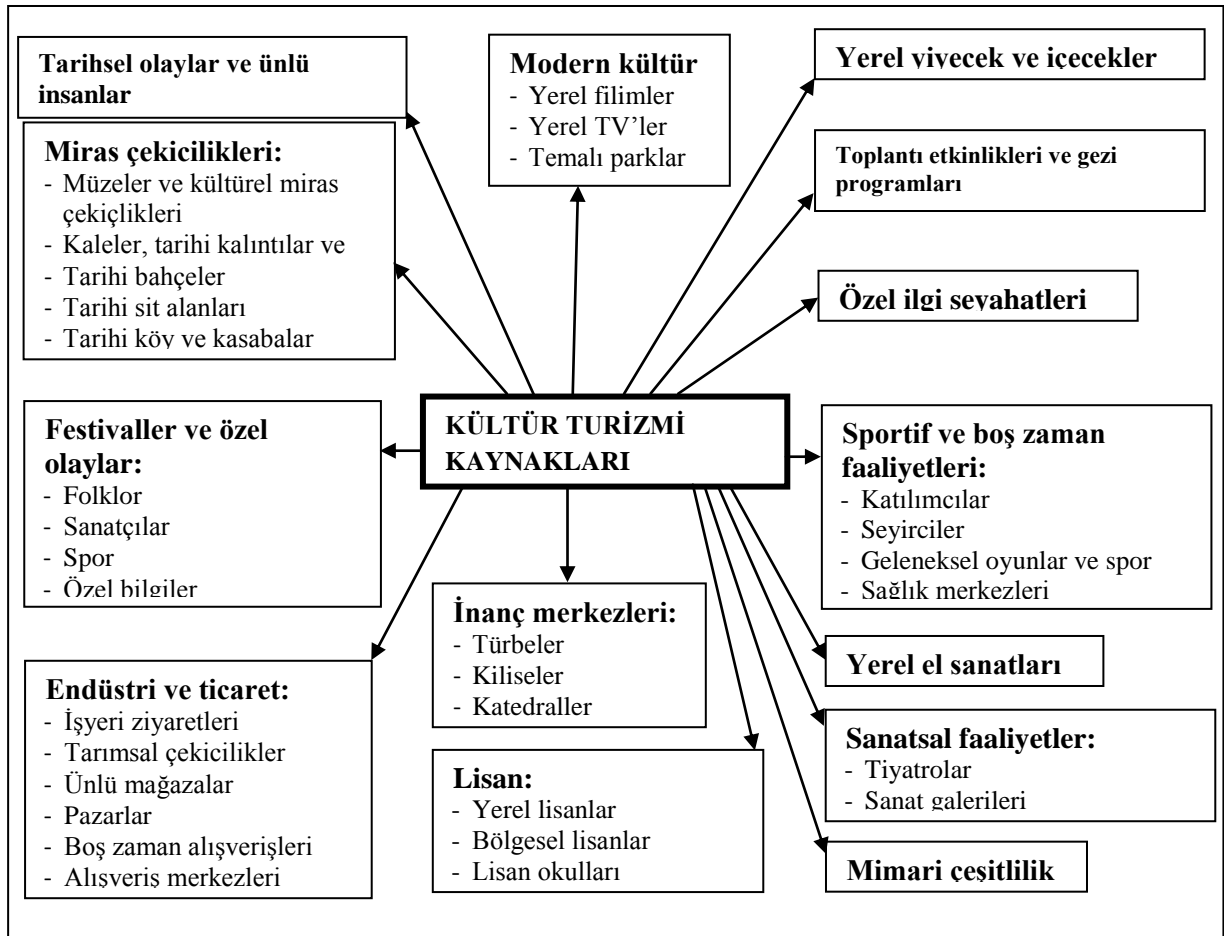 Tarihsel olaylar ve ünlü
insanlar
Modern kültür
- Yerel filimler
- Yerel TV’ler
- Temalı parklar
Yerel yiyecek ve içecekler
Miras çekicilikleri:
- Müzeler ve kültürel miras
çekiçlikleri
- Kaleler, tarihi kalıntılar ve
- Tarihi bahçeler
- Tarihi sit alanları
- Tarihi köy ve kasabalar
Toplantı etkinlikleri ve gezi
programları
Özel ilgi seyahatleri
KÜLTÜR TURİZMİ
KAYNAKLARI
Festivaller ve özel
olaylar:
- Folklor
- Sanatçılar
- Spor
- Özel bilgiler
Sportif ve boş zaman
faaliyetleri:
- Katılımcılar
- Seyirciler
- Geleneksel oyunlar ve spor
- Sağlık merkezleri
İnanç merkezleri:
- Türbeler
- Kiliseler
- Katedraller
Yerel el sanatları
Endüstri ve ticaret:
- İşyeri ziyaretleri
- Tarımsal çekicilikler
- Ünlü mağazalar
- Pazarlar
- Boş zaman alışverişleri
- Alışveriş merkezleri
Lisan:
- Yerel lisanlar
- Bölgesel lisanlar
- Lisan okulları
Sanatsal faaliyetler:
- Tiyatrolar
- Sanat galerileri
Mimari çeşitlilik